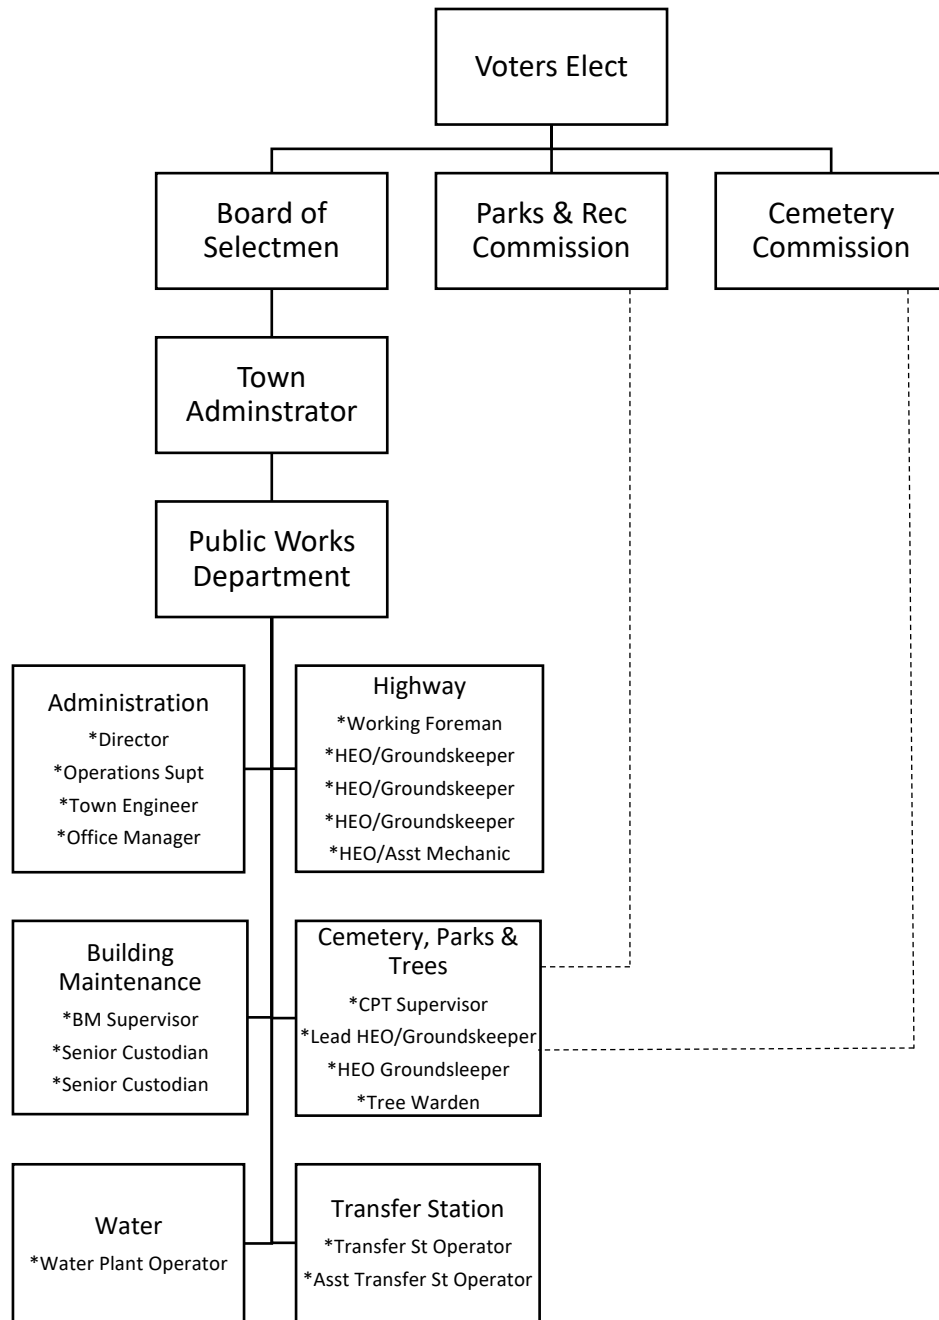 Voters Elect
Board of
Selectmen
Parks & Rec
Commission
Cemetery
Commission
Town
Adminstrator
Public Works
Department
Administration
*Director
*Operations Supt
*Town Engineer
*Office Manager
Highway
*Working Foreman
*HEO/Groundskeeper
*HEO/Groundskeeper
*HEO/Groundskeeper
*HEO/Asst Mechanic
Building
Maintenance
*BM Supervisor
*Senior Custodian
*Senior Custodian
Cemetery, Parks &
Trees
*CPT Supervisor
*Lead HEO/Groundskeeper
*HEO Groundsleeper
*Tree Warden
Water
*Water Plant Operator
Transfer Station
*Transfer St Operator
*Asst Transfer St Operator